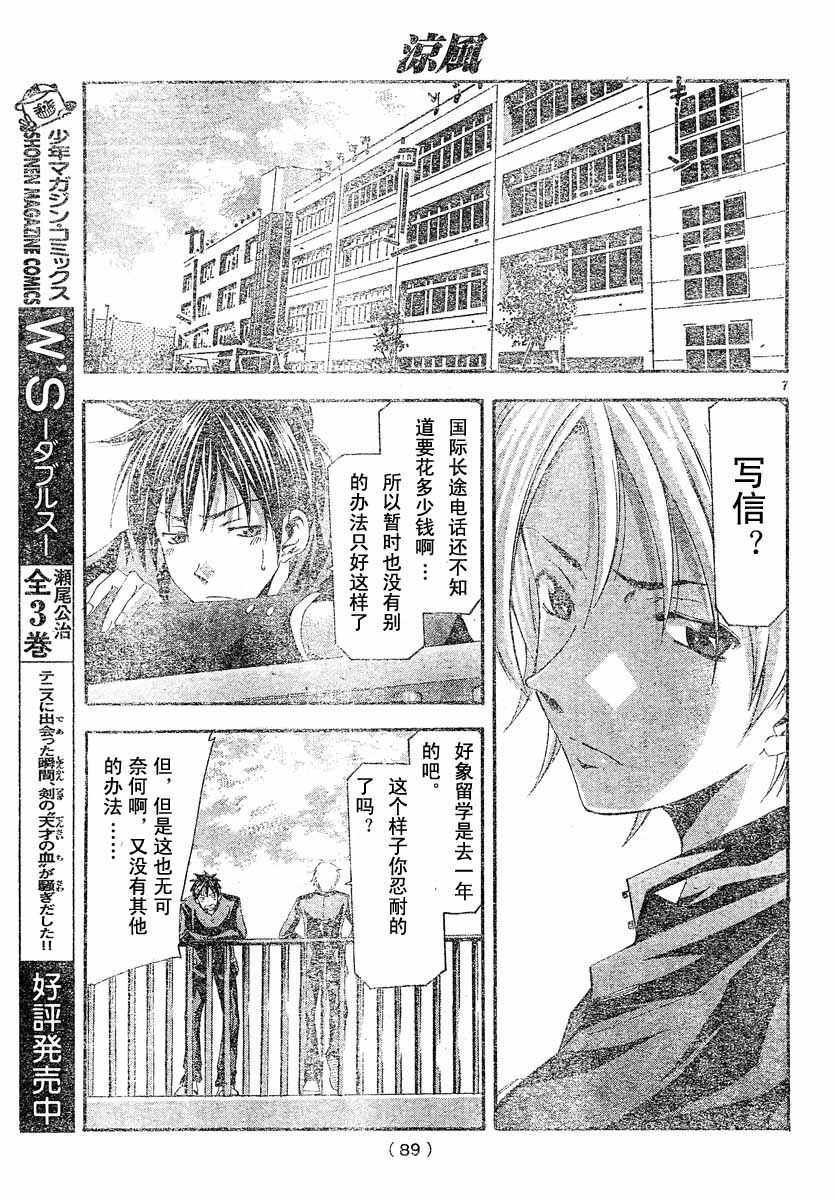 涼風
少年マガジン・コミックス
SHONEN MAGAZINE COMICS
W'S
ーダブルスー
瀬尾公治
全3巻
テニスに出会った瞬間、剣の“天才の血”が騒ぎだした!!
好評発売中
7
写信？
国际长途电话还不知
道要花多少钱啊…
所以暂时也没有别
的办法只好这样了
好象留学是去一年
的吧。
这个样子你忍耐的
了吗？
但，但是这也无可
奈何啊，又没有其他
的办法……
(89)